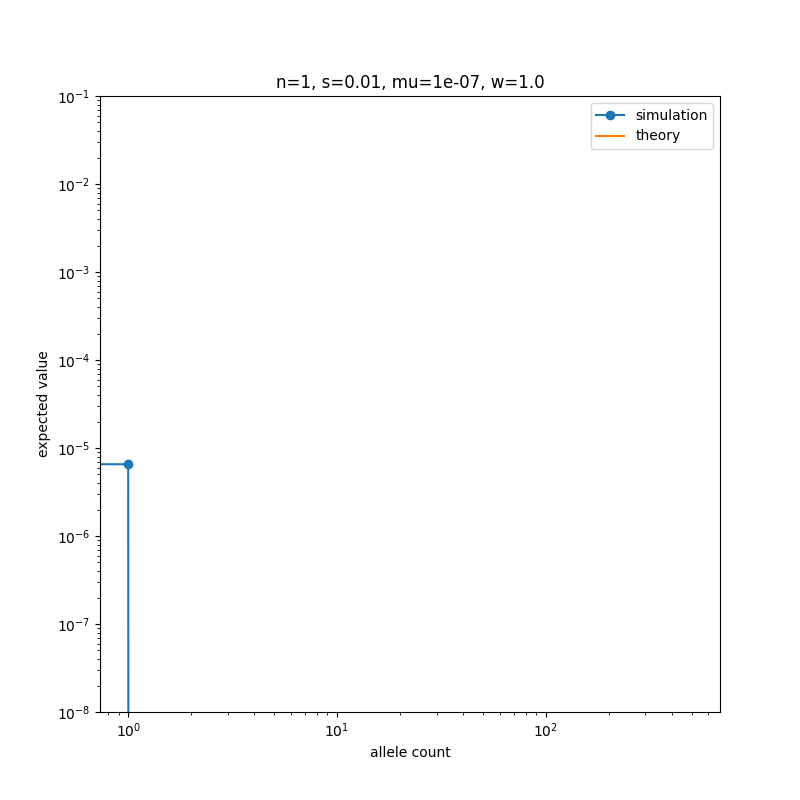 n=1, s=0.01, mu=1e-07, w=1.0
simulation
theory
10⁻¹
10⁻²
10⁻³
10⁻⁴
10⁻⁵
10⁻⁶
10⁻⁷
10⁻⁸
expected value
10⁰
10¹
10²
allele count